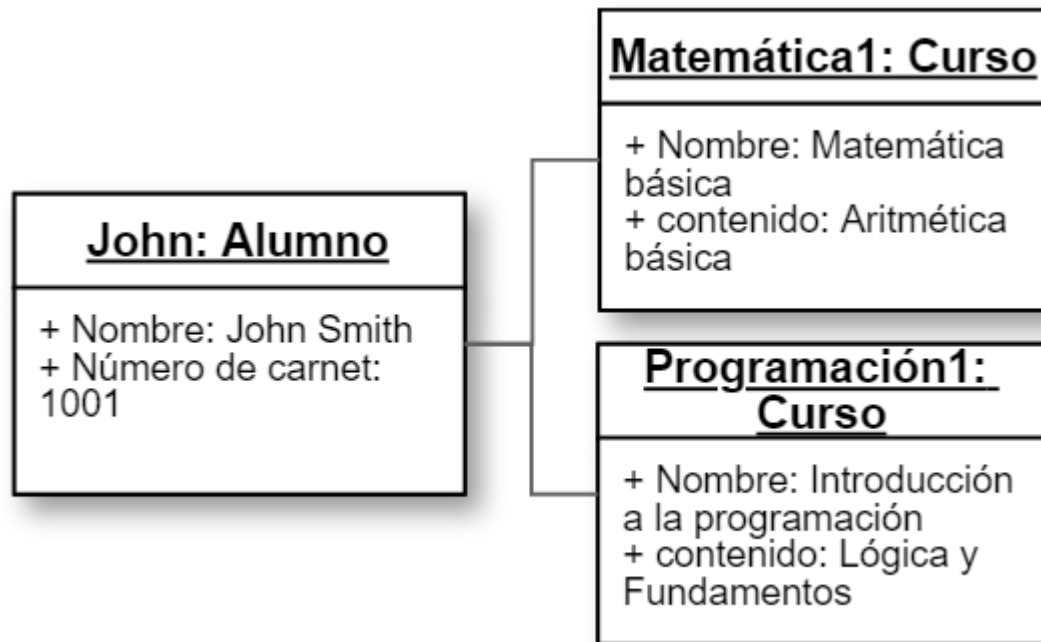 John: Alumno
+ Nombre: John Smith
+ Número de carnet:
1001
Matemática1: Curso
+ Nombre: Matemática
básica
+ contenido: Aritmética
básica
Programación1:
Curso
+ Nombre: Introducción
a la programación
+ contenido: Lógica y
Fundamentos